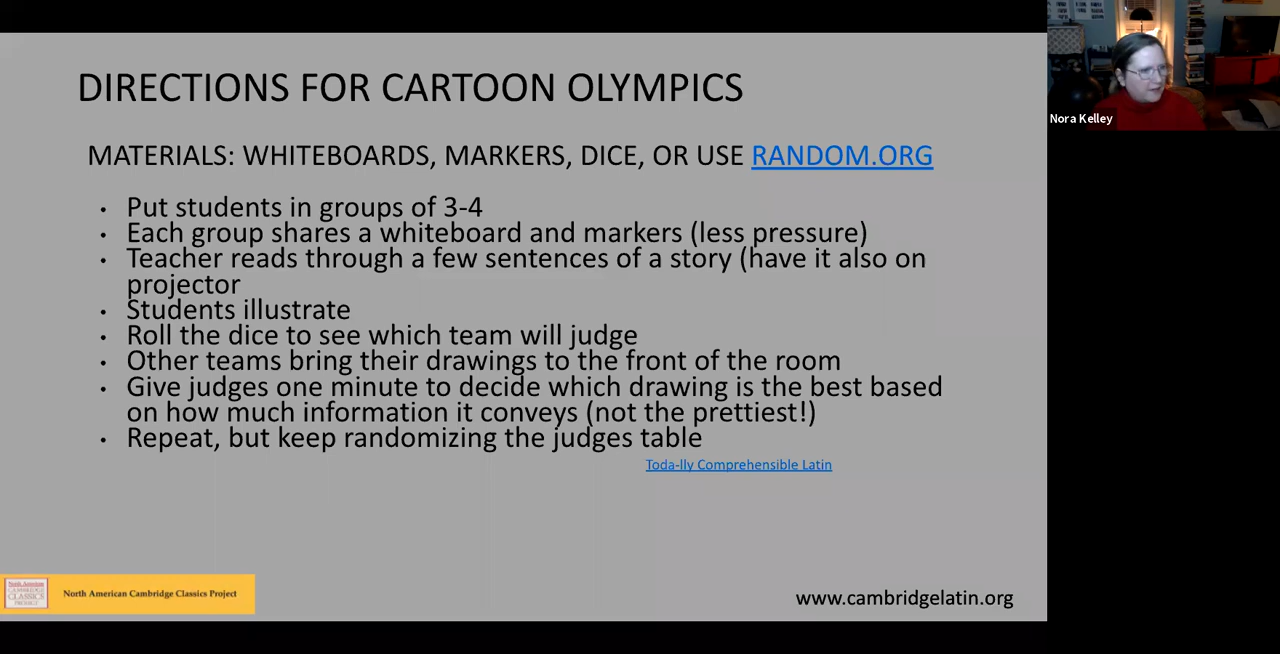 DIRECTIONS FOR CARTOON OLYMPICS
Nora Kelley
MATERIALS: WHITEBOARDS, MARKERS, DICE, OR USE RANDOM.ORG
• Put students in groups of 3-4
• Each group shares a whiteboard and markers (less pressure)
• Teacher reads through a few sentences of a story (have it also on
projector
• Students illustrate
• Roll the dice to see which team will judge
• Other teams bring their drawings to the front of the room
• Give judges one minute to decide which drawing is the best based
on how much information it conveys (not the prettiest!)
• Repeat, but keep randomizing the judges table
Toda-lly Comprehensible Latin
North American
CAMBRIDGE
CLASSICS
PROJECT
North American Cambridge Classics Project
www.cambridgelatin.org